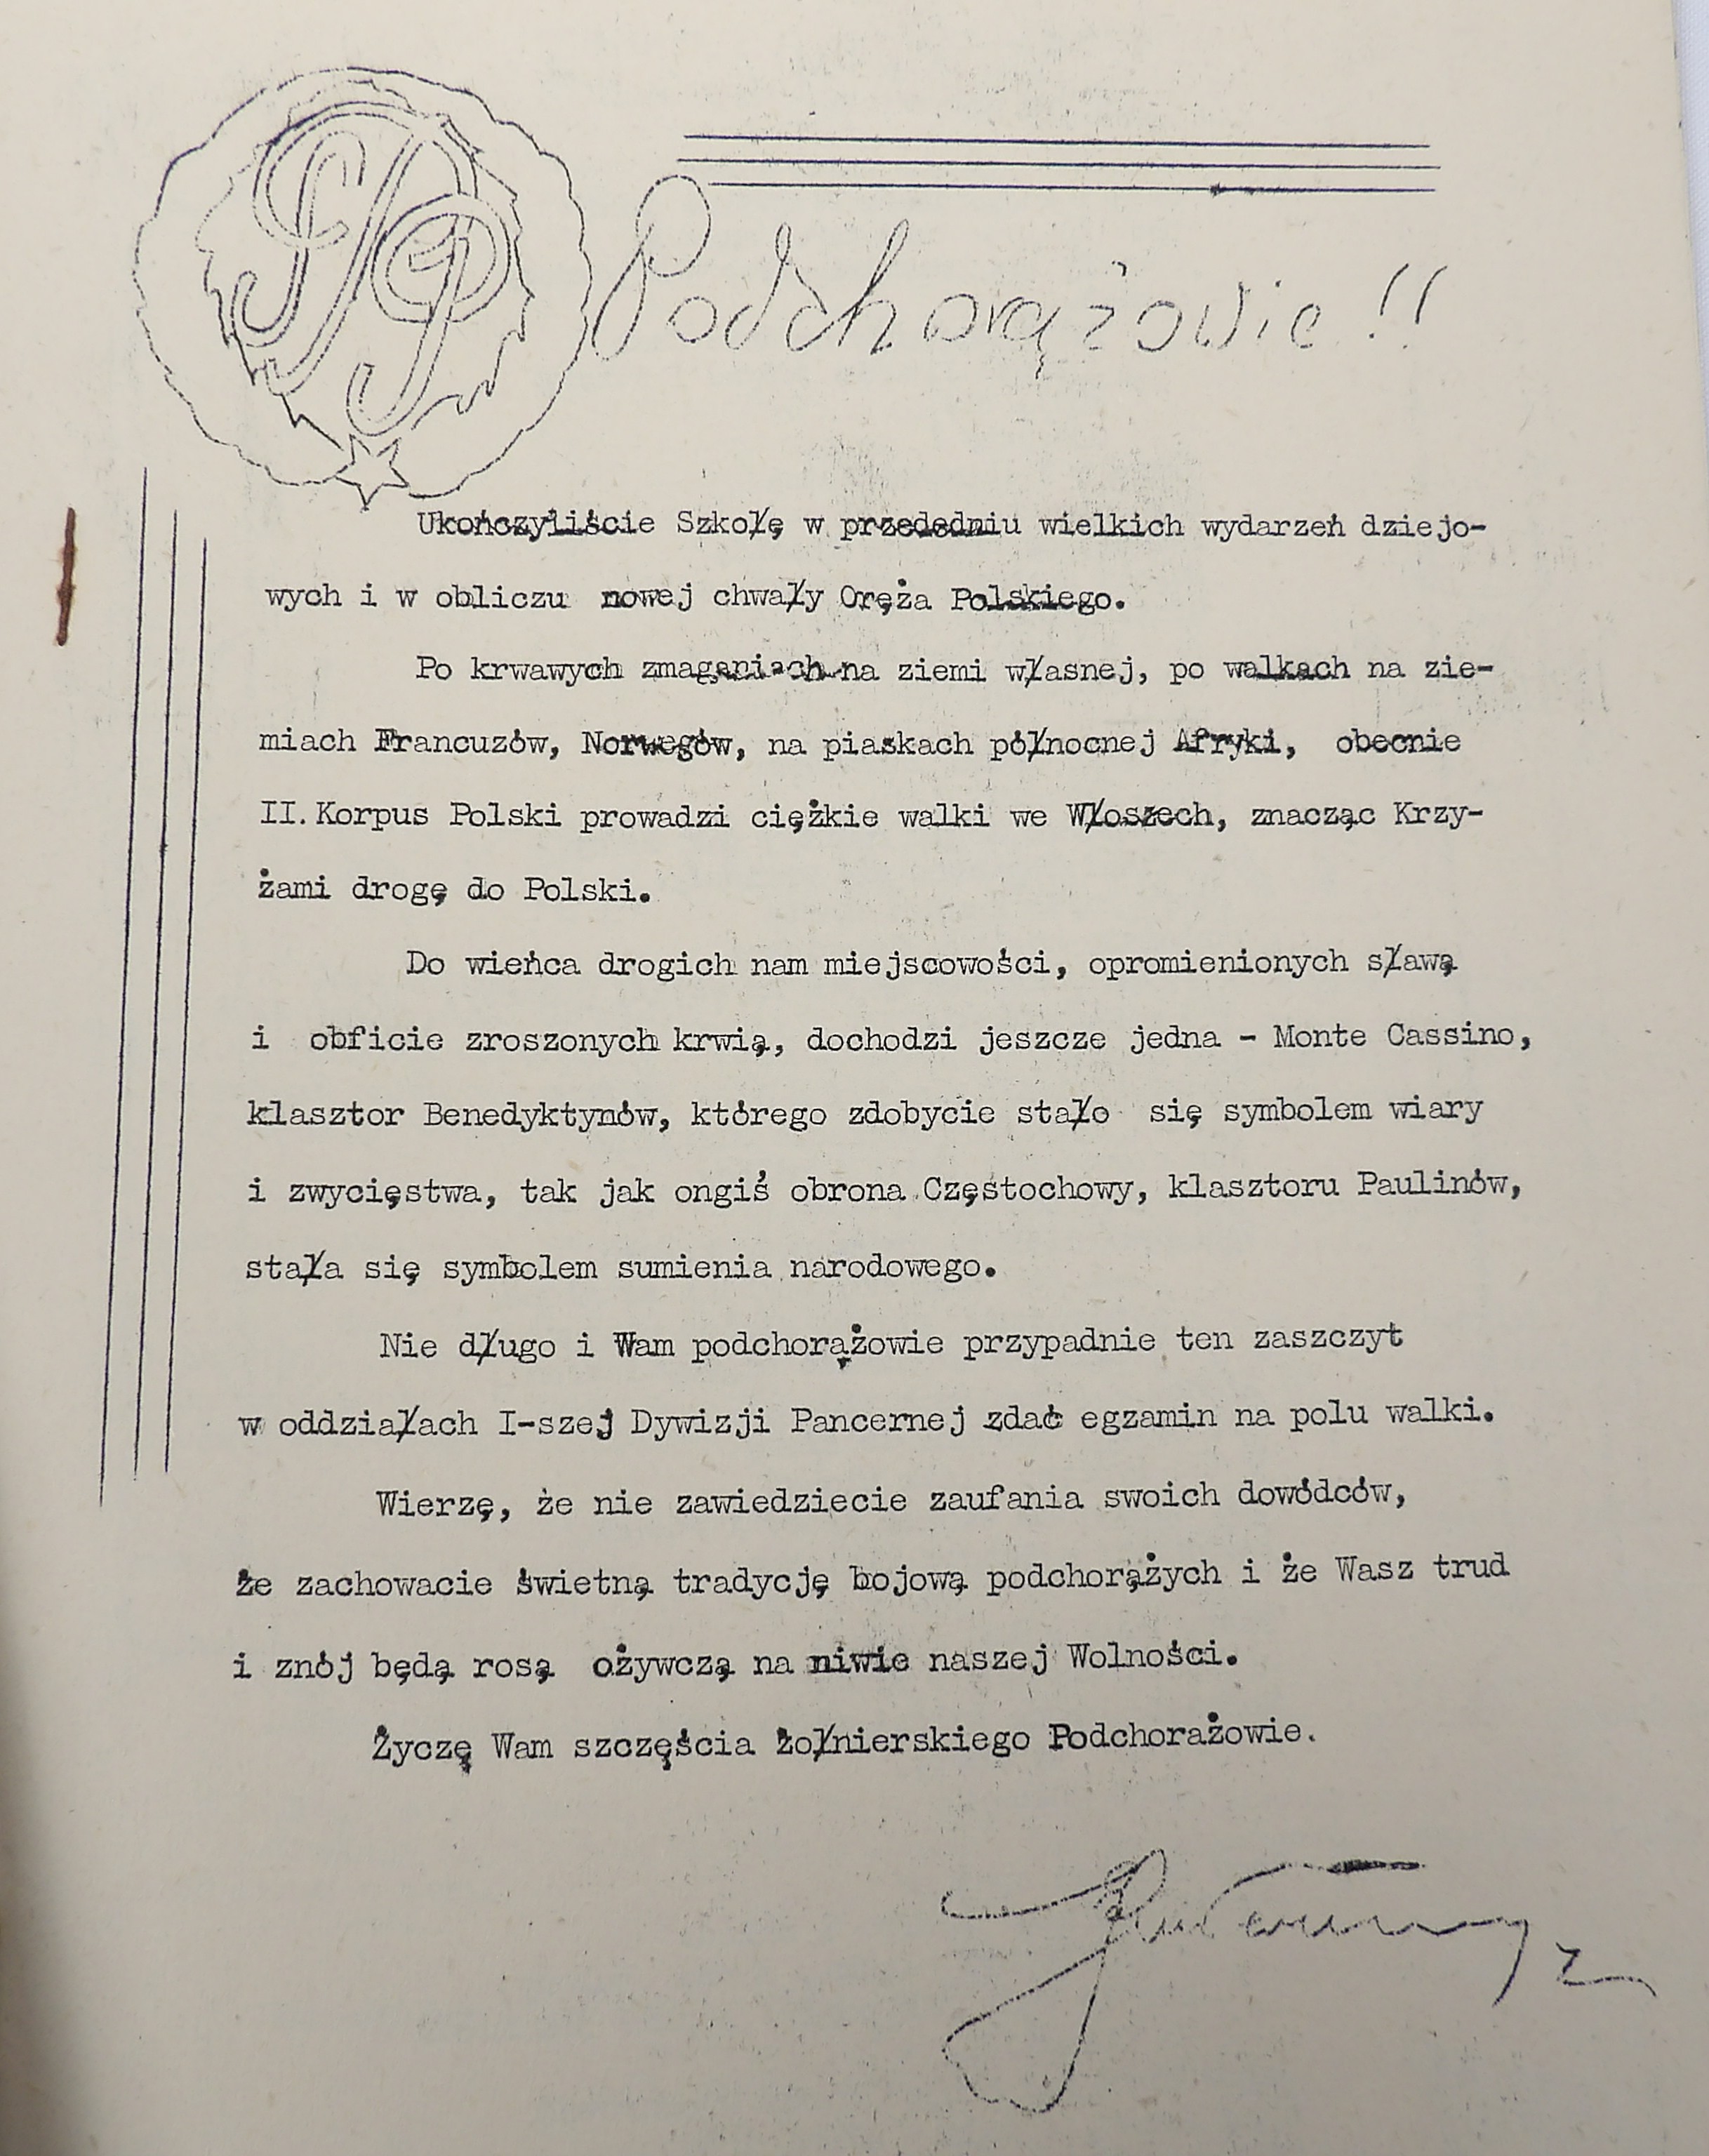 SPP
Podchorążowie!!
Ukończyliście Szkołę w przededniu wielkich wydarzeń dziejo-
wych i w obliczu nowej chwały Oręża Polskiego.
Po krwawych zmaganiach na ziemi własnej, po walkach na zie-
miach Francuzów, Norwegów, na piaskach północnej Afryki, obecnie
II. Korpus Polski prowadzi ciężkie walki we Włoszech, znacząc Krzy-
żami drogę do Polski.
Do wieńca drogich nam miejscowości, opromienionych sławą
i obficie zroszonych krwią, dochodzi jeszcze jedna - Monte Cassino,
klasztor Benedyktynów, którego zdobycie stało się symbolem wiary
i zwycięstwa, tak jak ongiś obrona Częstochowy, klasztoru Paulinów,
stała się symbolem sumienia narodowego.
Nie długo i Wam podchorążowie przypadnie ten zaszczyt
w oddziałach I-szej Dywizji Pancernej zdać egzamin na polu walki.
Wierzę, że nie zawiedziecie zaufania swoich dowódców,
że zachowacie świetną tradycję bojową podchorążych i że Wasz trud
i znój będą rosą ożywczą na niwie naszej Wolności.
Życzę Wam szczęścia żołnierskiego Podchorażowie.